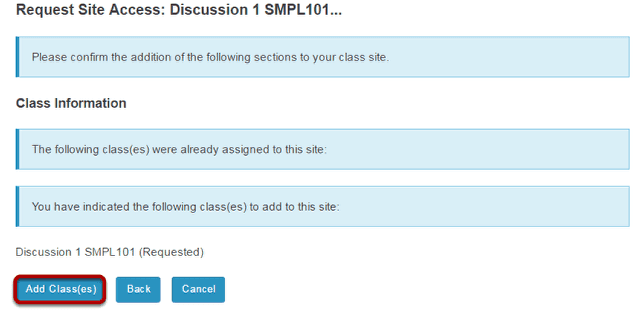 Request Site Access: Discussion 1 SMPL101...
Please confirm the addition of the following sections to your class site.
Class Information
The following class(es) were already assigned to this site:
You have indicated the following class(es) to add to this site:
Discussion 1 SMPL101 (Requested)
Add Class(es) Back Cancel